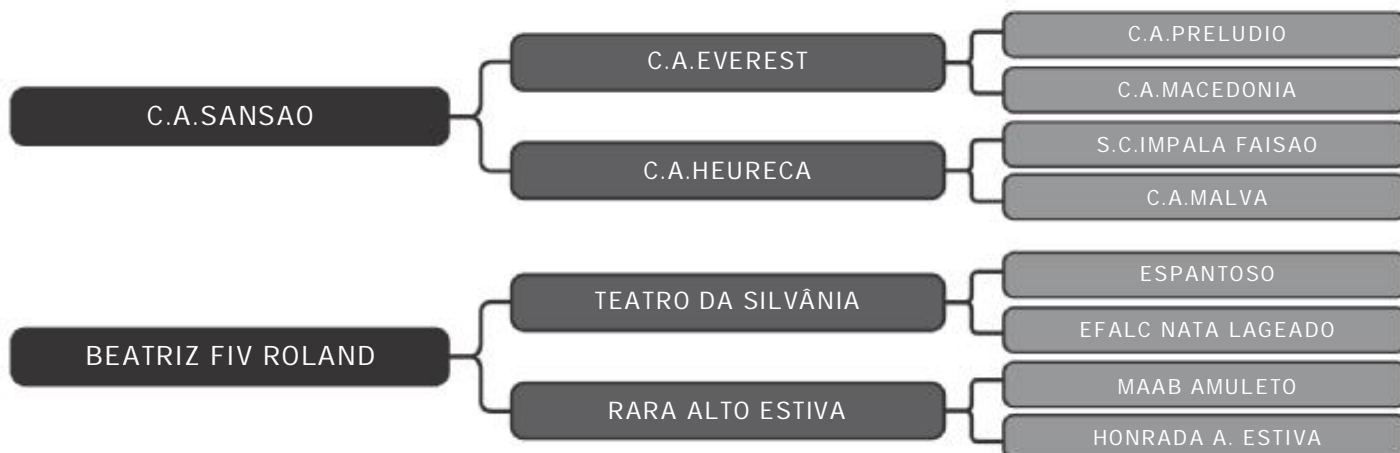 C.A.SANSAO
C.A.EVEREST
C.A.PRELUDIO
C.A.MACEDONIA
C.A.HEURECA
S.C.IMPALA FAISAO
C.A.MALVA
BEATRIZ FIV ROLAND
TEATRO DA SILVÂNIA
ESPANTOSO
EFALC NATA LAGEADO
RARA ALTO ESTIVA
MAAB AMULETO
HONRADA A. ESTIVA